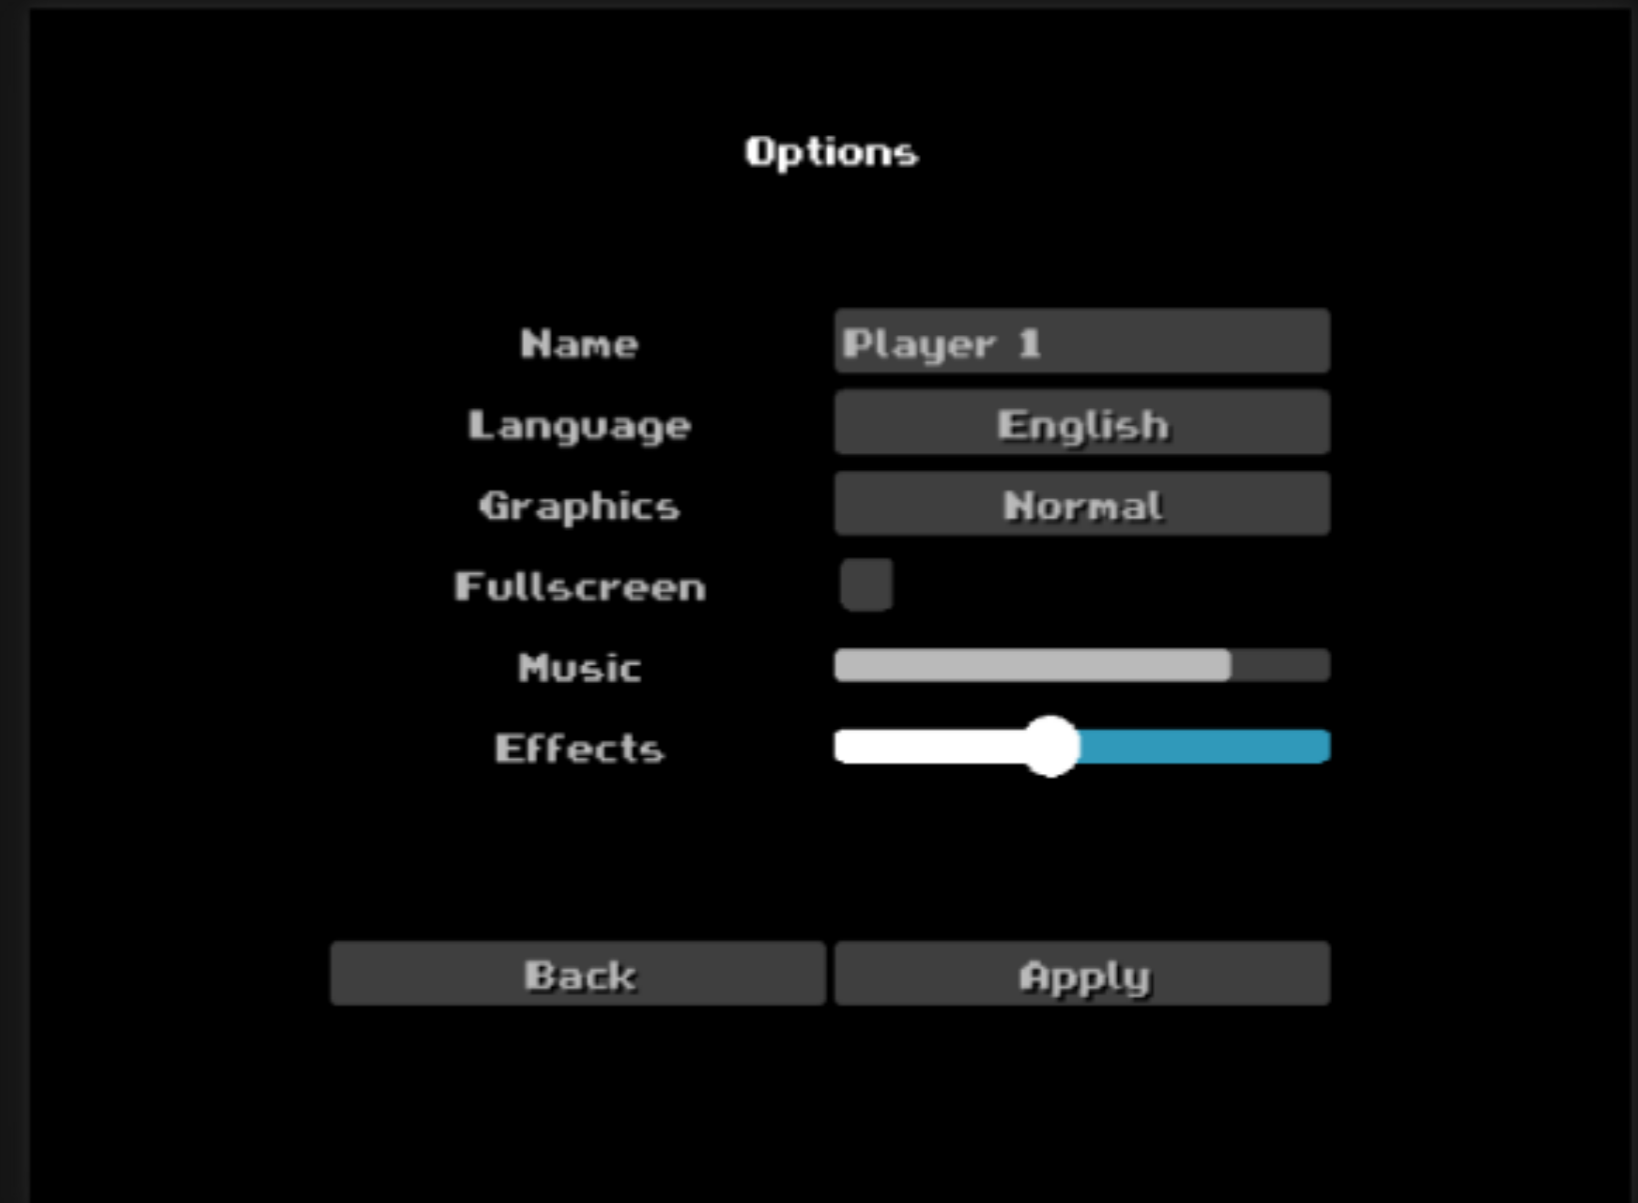 Options
Name Player 1
Language English
Graphics Normal
Fullscreen
Music
Effects
Back Apply